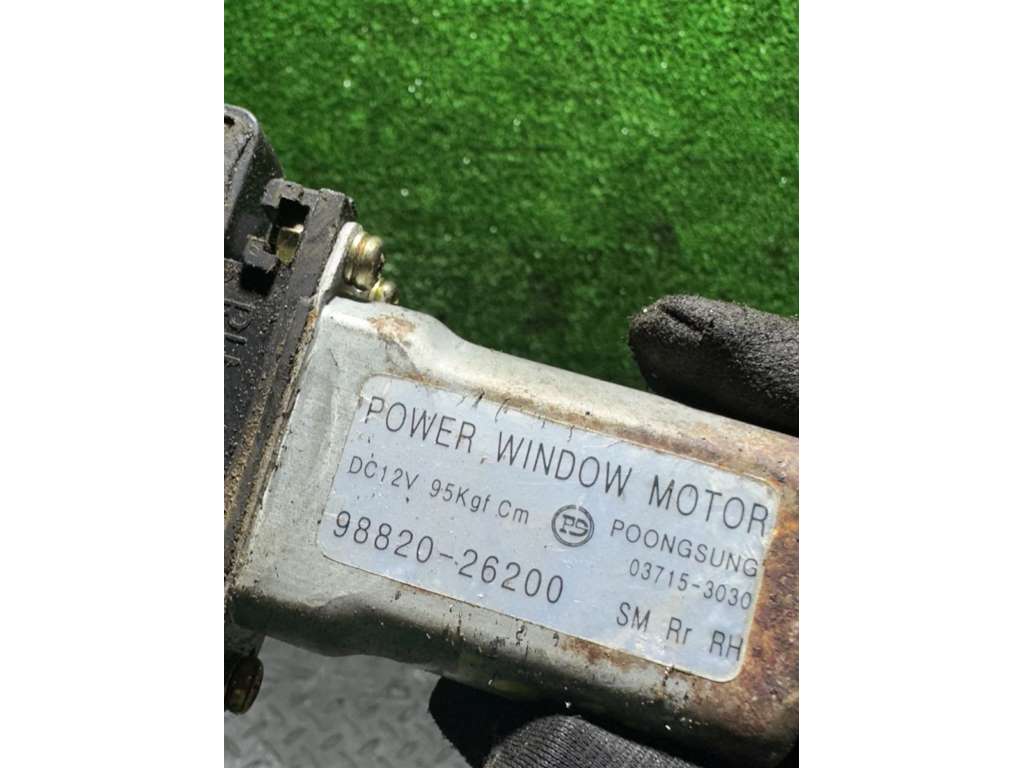 POWER WINDOW MOTOR
DC12V 95Kgf.Cm PS POONGSUNG
98820-26200 03715-3030
SM Rr RH